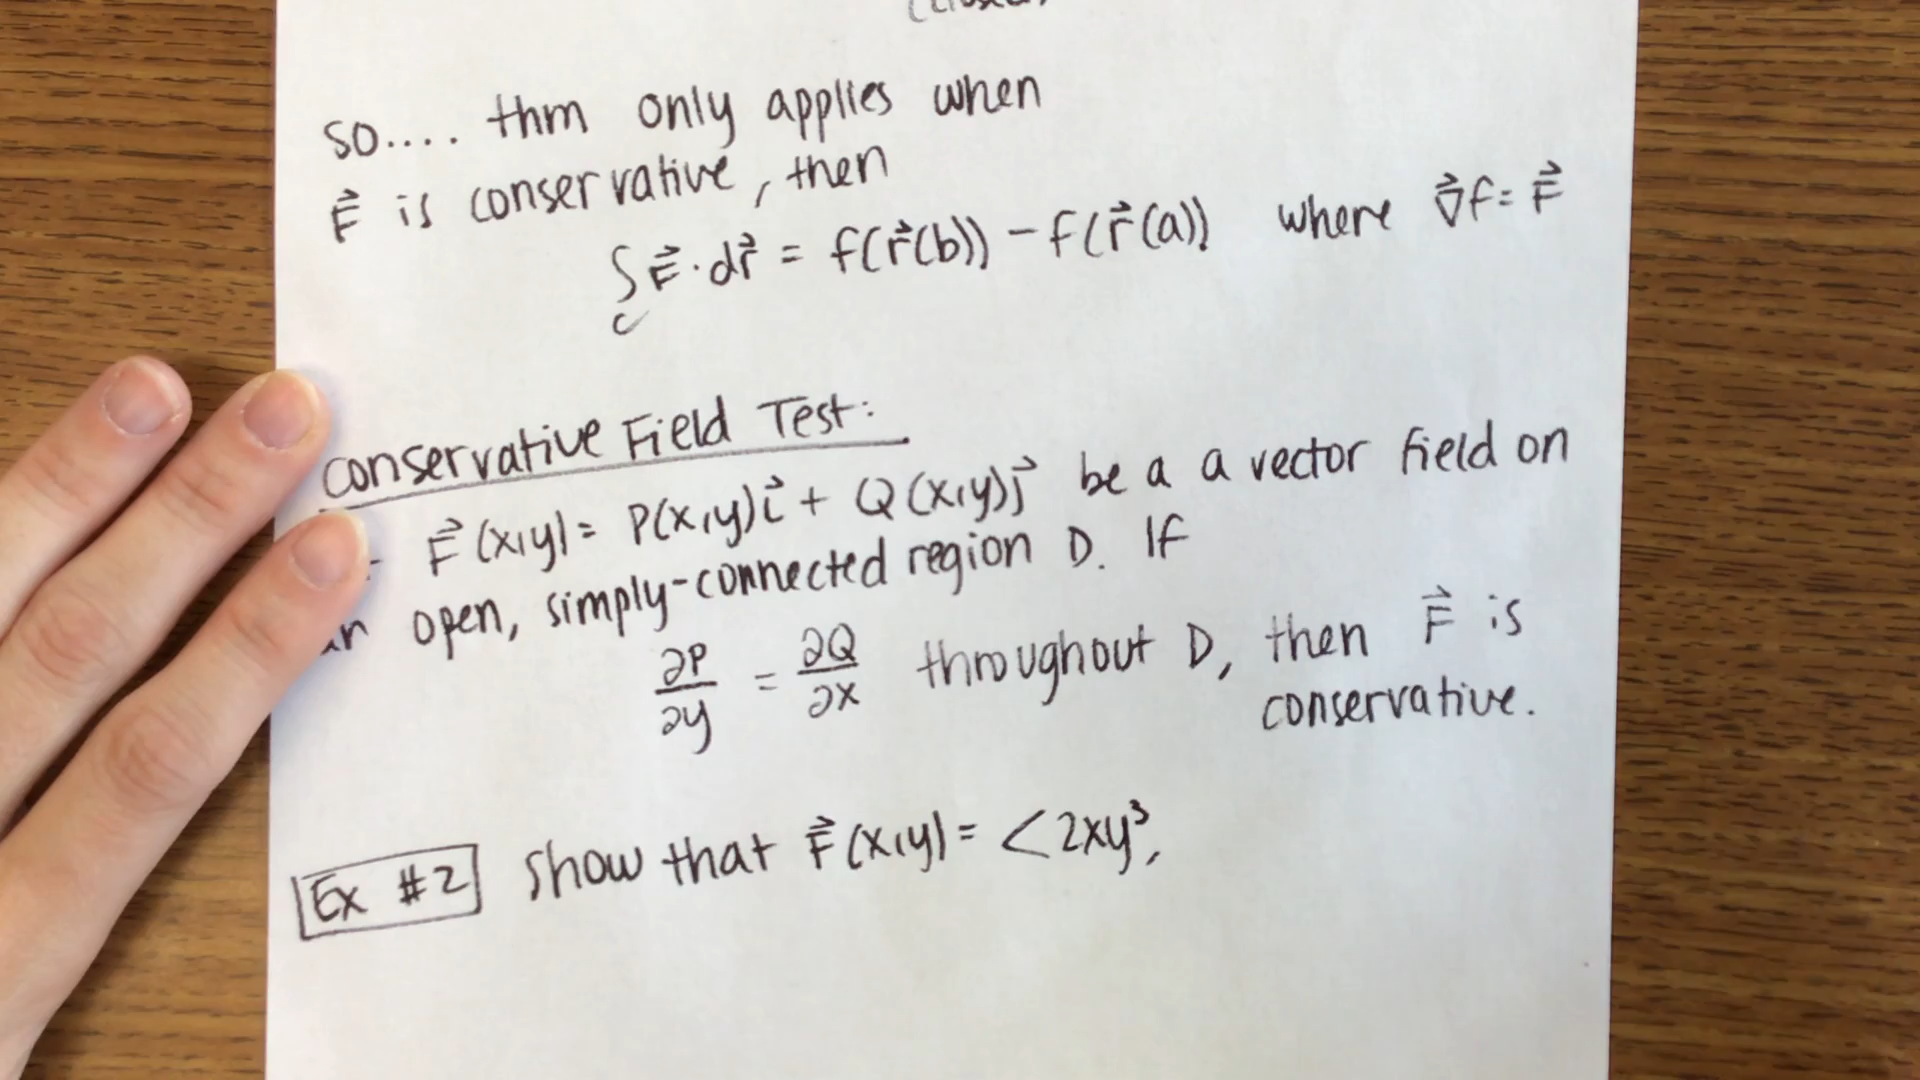 so.... thm only applies when
F⃗ is conservative, then
∫_C F⃗·dr⃗ = f(r⃗(b)) - f(r⃗(a)) where ∇⃗f = F⃗
Conservative Field Test:
F⃗(x,y) = P(x,y)i⃗ + Q(x,y)j⃗ be a a vector field on
open, simply-connected region D. If
∂P/∂y = ∂Q/∂x throughout D, then F⃗ is
conservative.
Ex #2 Show that F⃗(x,y) = <2xy³,